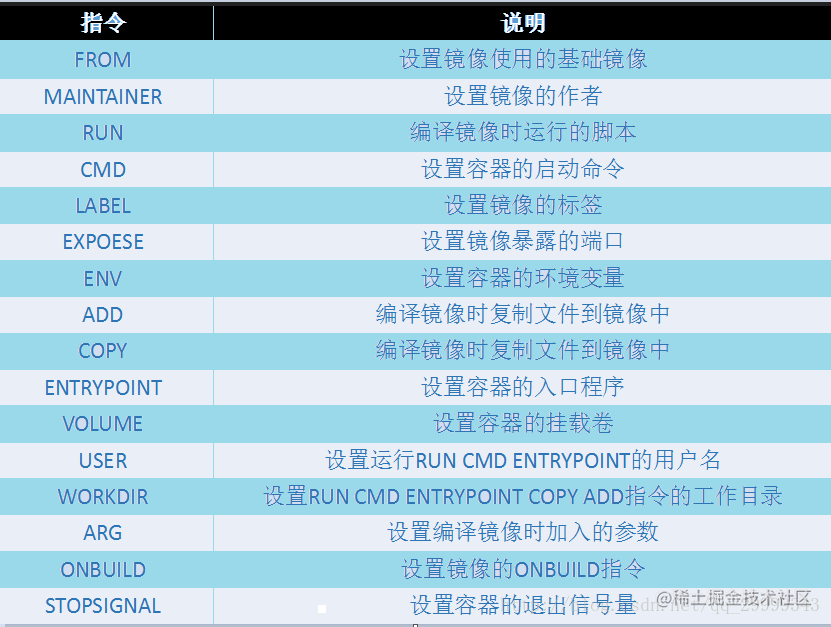 指令 说明
FROM 设置镜像使用的基础镜像
MAINTAINER 设置镜像的作者
RUN 编译镜像时运行的脚本
CMD 设置容器的启动命令
LABEL 设置镜像的标签
EXPOESE 设置镜像暴露的端口
ENV 设置容器的环境变量
ADD 编译镜像时复制文件到镜像中
COPY 编译镜像时复制文件到镜像中
ENTRYPOINT 设置容器的入口程序
VOLUME 设置容器的挂载卷
USER 设置运行RUN CMD ENTRYPOINT的用户名
WORKDIR 设置RUN CMD ENTRYPOINT COPY ADD指令的工作目录
ARG 设置编译镜像时加入的参数
ONBUILD 设置镜像的ONBUILD指令
STOPSIGNAL 设置容器的退出信号量
@稀土掘金技术社区